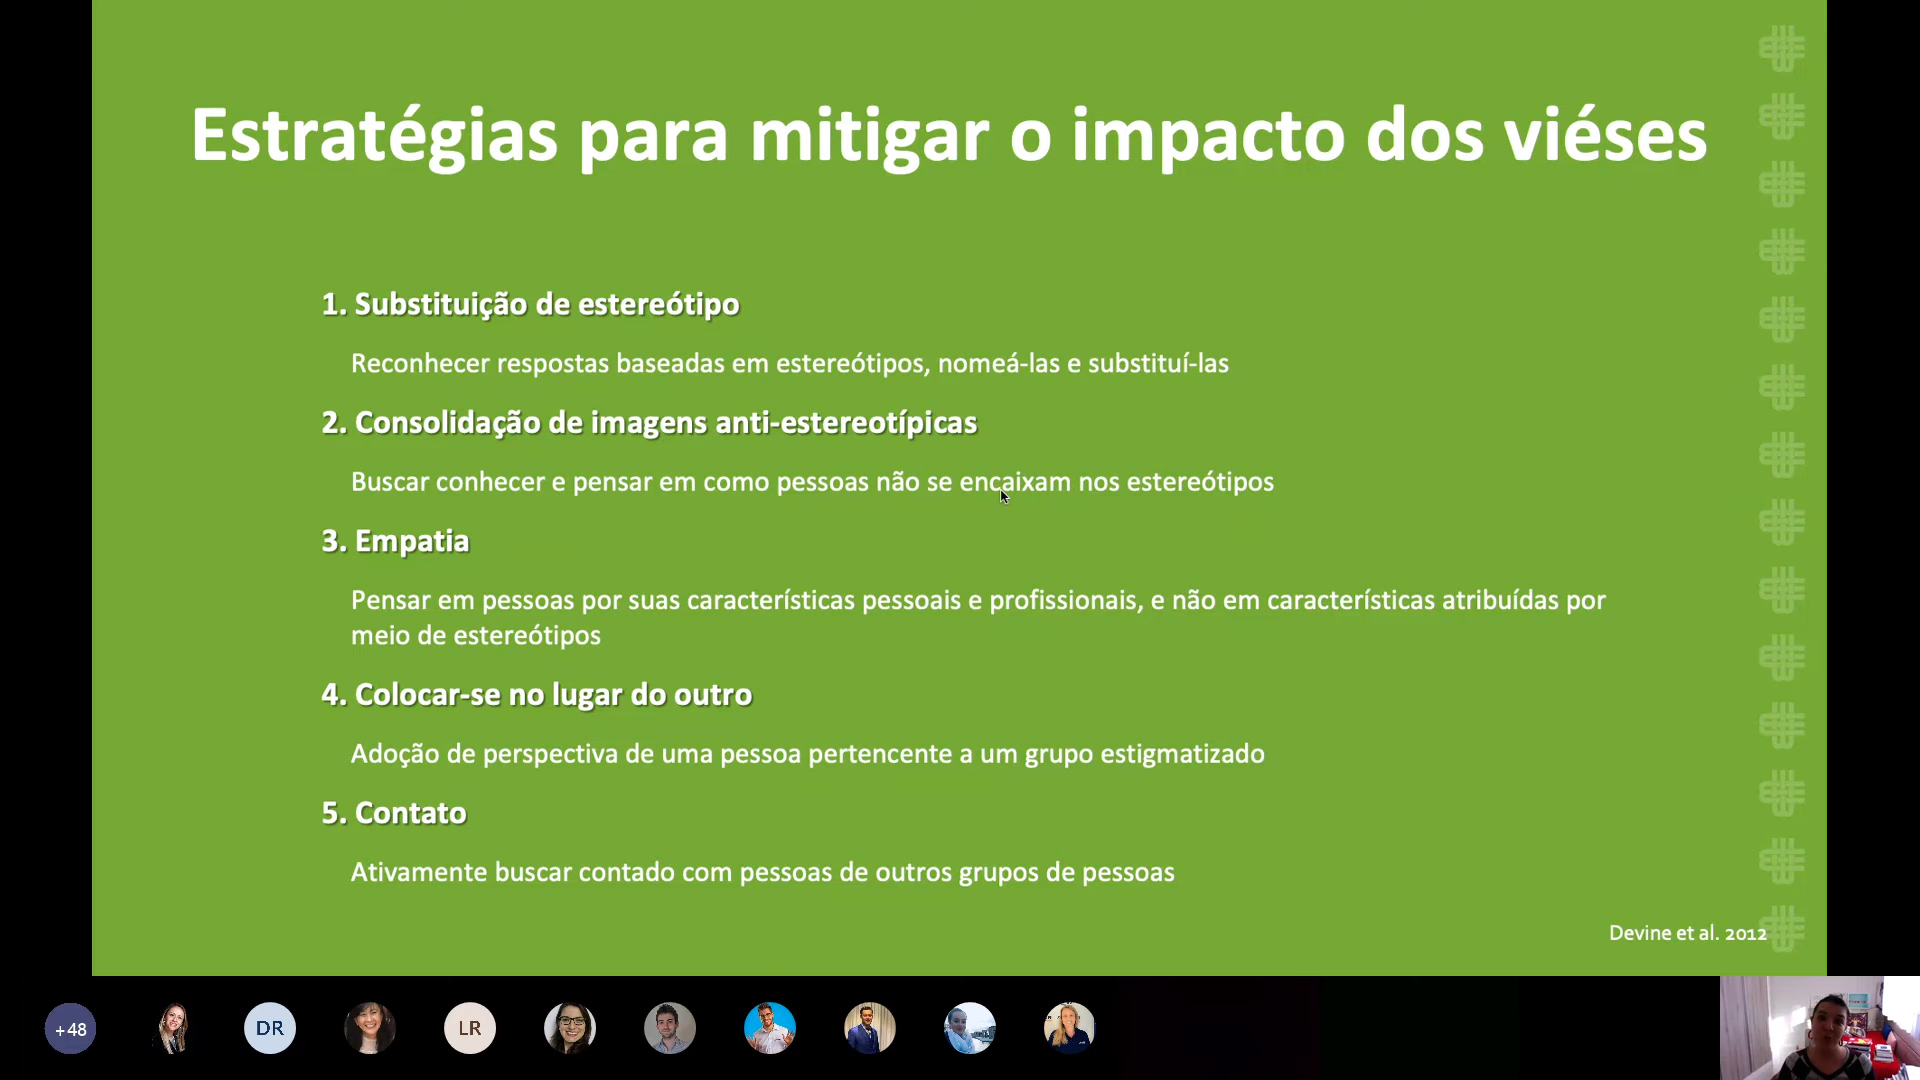 Estratégias para mitigar o impacto dos viéses
1. Substituição de estereótipo
Reconhecer respostas baseadas em estereótipos, nomeá-las e substituí-las
2. Consolidação de imagens anti-estereotípicas
Buscar conhecer e pensar em como pessoas não se encaixam nos estereótipos
3. Empatia
Pensar em pessoas por suas características pessoais e profissionais, e não em características atribuídas por
meio de estereótipos
4. Colocar-se no lugar do outro
Adoção de perspectiva de uma pessoa pertencente a um grupo estigmatizado
5. Contato
Ativamente buscar contado com pessoas de outros grupos de pessoas
Devine et al. 2012
+48
DR
LR